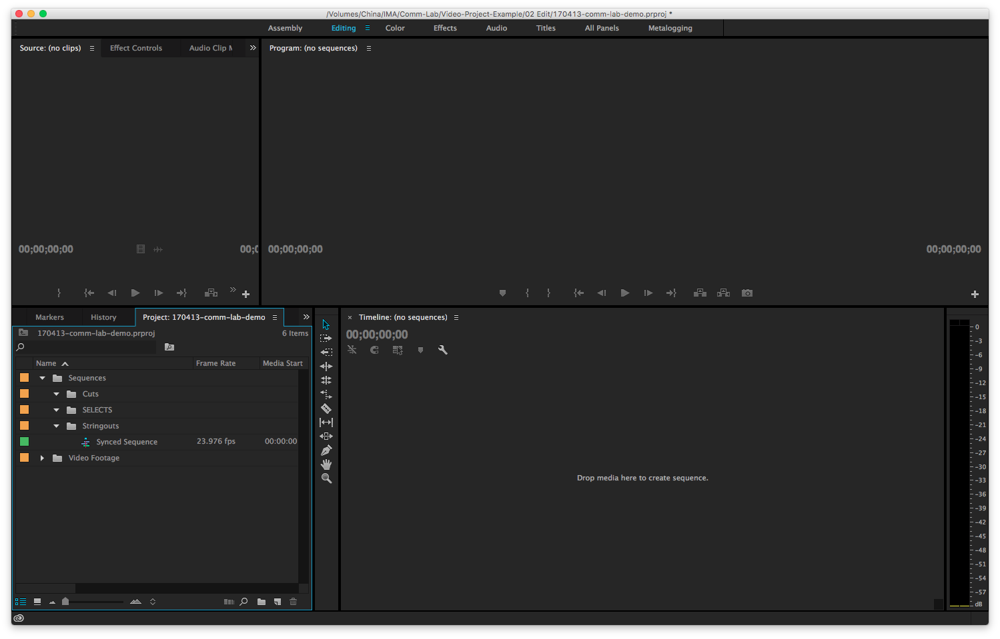 /Volumes/China/IMA/Comm-Lab/Video-Project-Example/02 Edit/170413-comm-lab-demo.prproj *
Assembly Editing Color Effects Audio Titles All Panels Metalogging
Source: (no clips) Effect Controls Audio Clip M
Program: (no sequences)
00;00;00;00 00;0
00;00;00;00 00;00;00;00
Markers History Project: 170413-comm-lab-demo
170413-comm-lab-demo.prproj 6 Items
Name Frame Rate Media Start
Sequences
Cuts
SELECTS
Stringouts
Synced Sequence 23.976 fps 00:00:00
Video Footage
× Timeline: (no sequences)
00;00;00;00
Drop media here to create sequence.
0
-3
-6
-9
-12
-15
-18
-21
-24
-27
-30
-33
-36
-39
-42
-45
-48
-51
-54
-57
dB